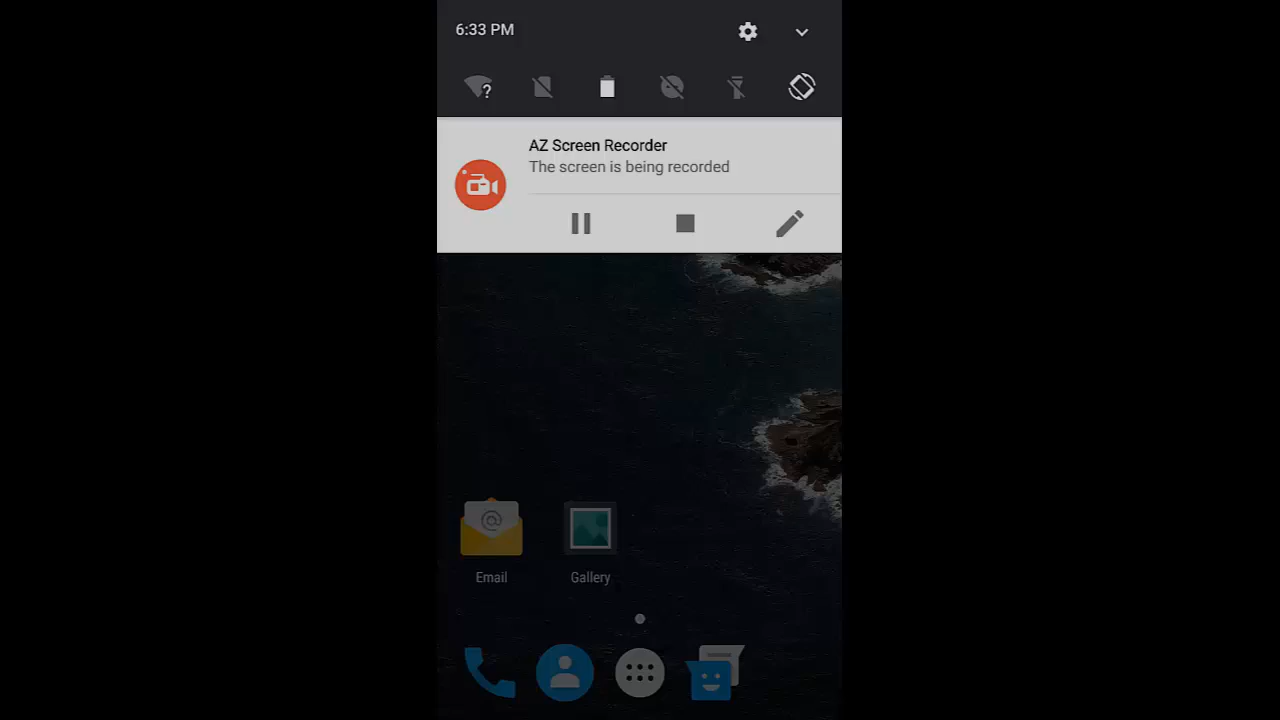 6:33 PM
AZ Screen Recorder
The screen is being recorded
Email
Gallery